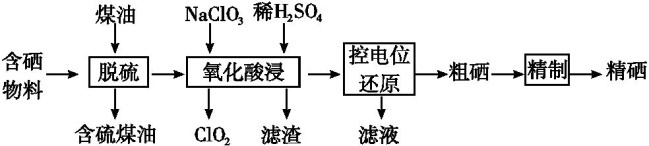 煤油 NaClO₃ 稀H₂SO₄
含硒物料 脱硫 氧化酸浸 控电位还原 粗硒 精制 精硒
含硫煤油 ClO₂ 滤渣 滤液